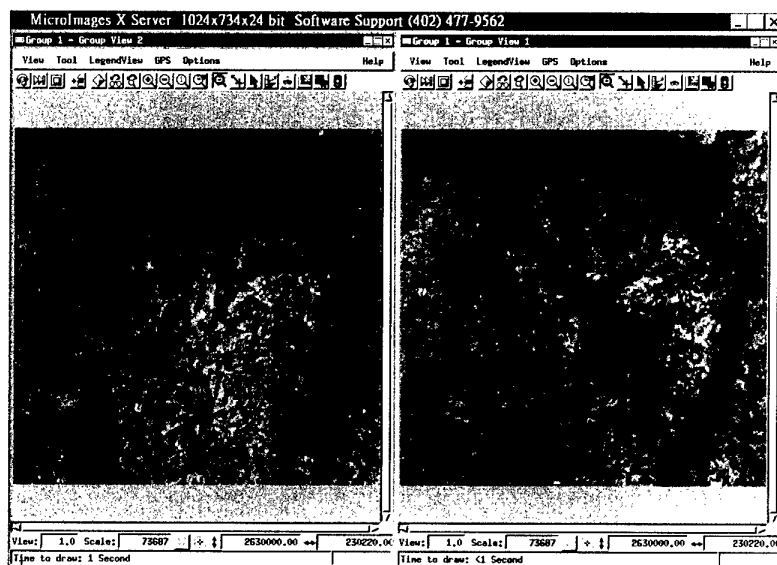 MicroImages X Server 1024x734x24 bit Software Support (402) 477-9562
Group 1 - Group View 2
View Tool LegendView GPS Options Help
View: 1.0 Scale: 73687 2630000.00 230220.00
Time to draw: 1 Second
Group 1 - Group View 1
View Tool LegendView GPS Options Help
View: 1.0 Scale: 73687 2630000.00 230220.00
Time to draw: <1 Second